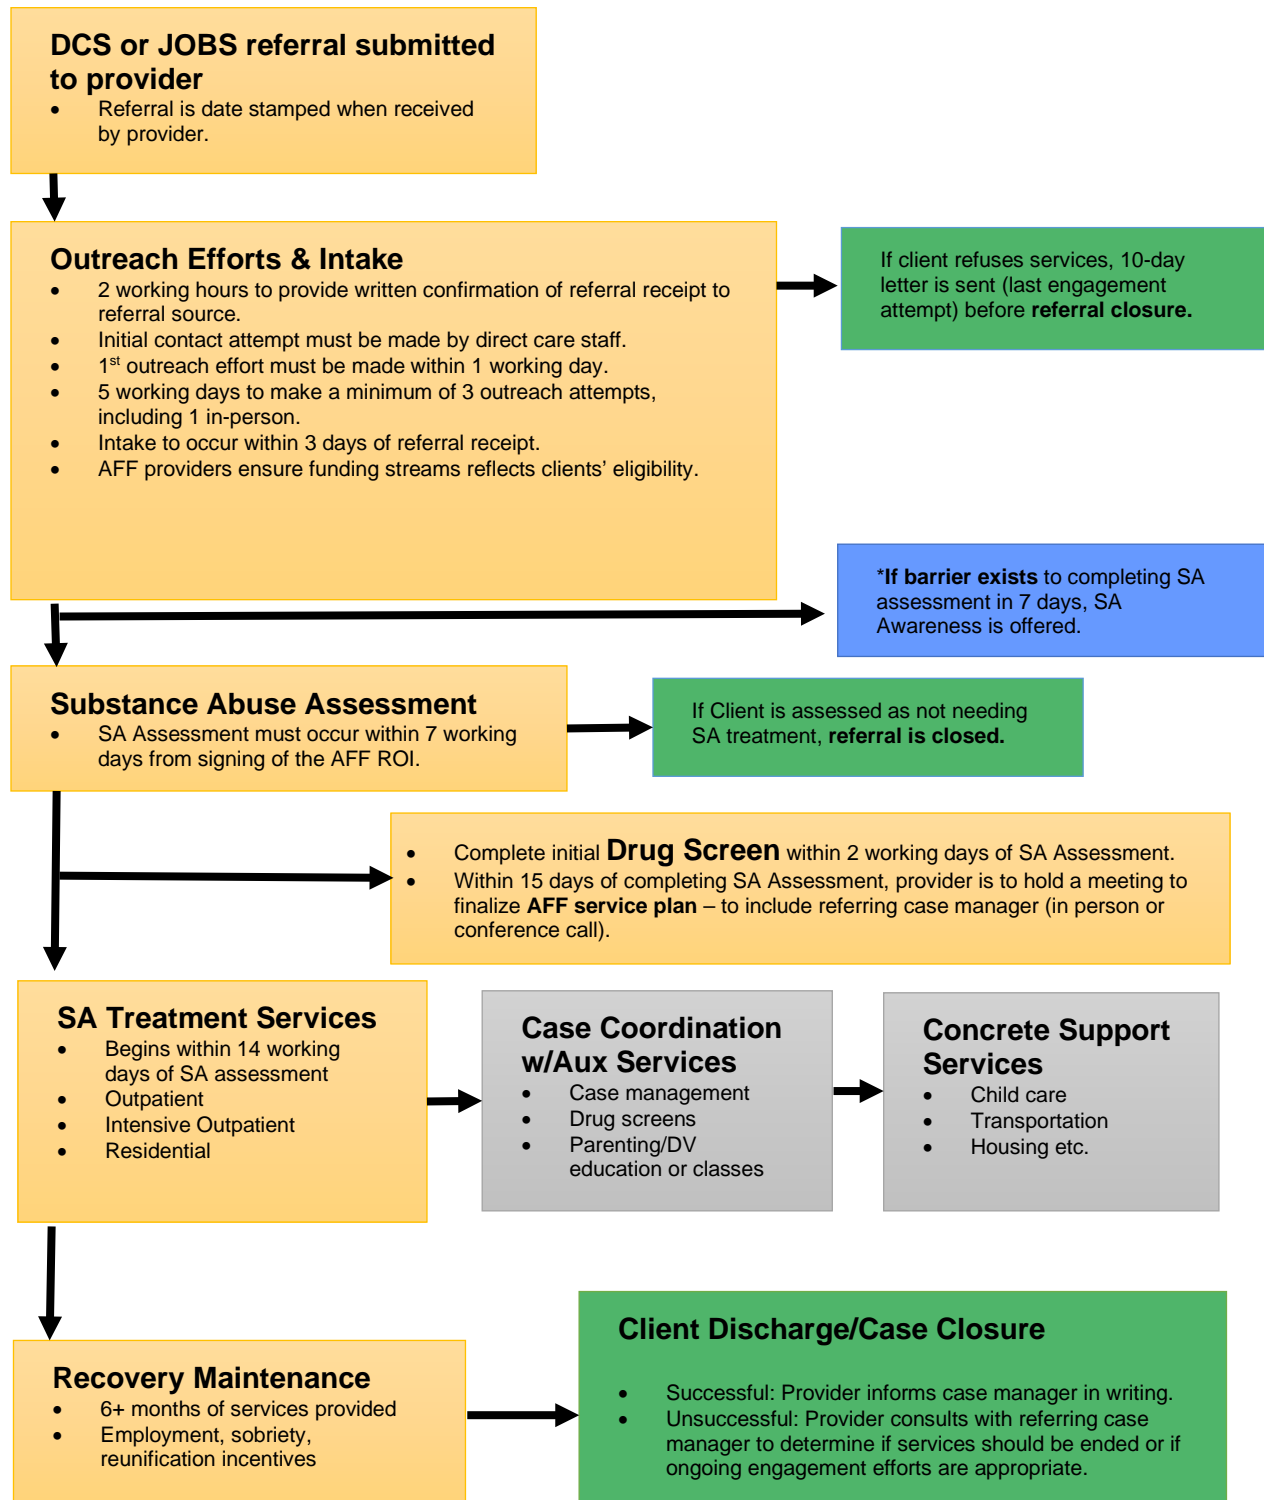 DCS or JOBS referral submitted
to provider
• Referral is date stamped when received
by provider.
Outreach Efforts & Intake
• 2 working hours to provide written confirmation of referral receipt to
referral source.
• Initial contact attempt must be made by direct care staff.
• 1st outreach effort must be made within 1 working day.
• 5 working days to make a minimum of 3 outreach attempts,
including 1 in-person.
• Intake to occur within 3 days of referral receipt.
• AFF providers ensure funding streams reflects clients' eligibility.
If client refuses services, 10-day
letter is sent (last engagement
attempt) before referral closure.
*If barrier exists to completing SA
assessment in 7 days, SA
Awareness is offered.
Substance Abuse Assessment
• SA Assessment must occur within 7 working
days from signing of the AFF ROI.
If Client is assessed as not needing
SA treatment, referral is closed.
• Complete initial Drug Screen within 2 working days of SA Assessment.
• Within 15 days of completing SA Assessment, provider is to hold a meeting to
finalize AFF service plan – to include referring case manager (in person or
conference call).
SA Treatment Services
• Begins within 14 working
days of SA assessment
• Outpatient
• Intensive Outpatient
• Residential
Case Coordination
w/Aux Services
• Case management
• Drug screens
• Parenting/DV
education or classes
Concrete Support
Services
• Child care
• Transportation
• Housing etc.
Recovery Maintenance
• 6+ months of services provided
• Employment, sobriety,
reunification incentives
Client Discharge/Case Closure
• Successful: Provider informs case manager in writing.
• Unsuccessful: Provider consults with referring case
manager to determine if services should be ended or if
ongoing engagement efforts are appropriate.